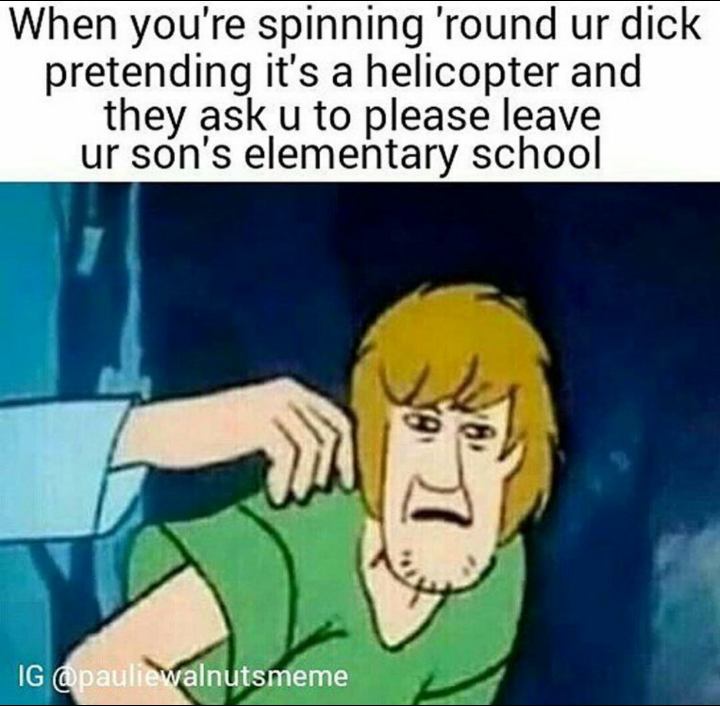 When you're spinning 'round ur dick
pretending it's a helicopter and
they ask u to please leave
ur son's elementary school
IG @pauliewalnutsmeme